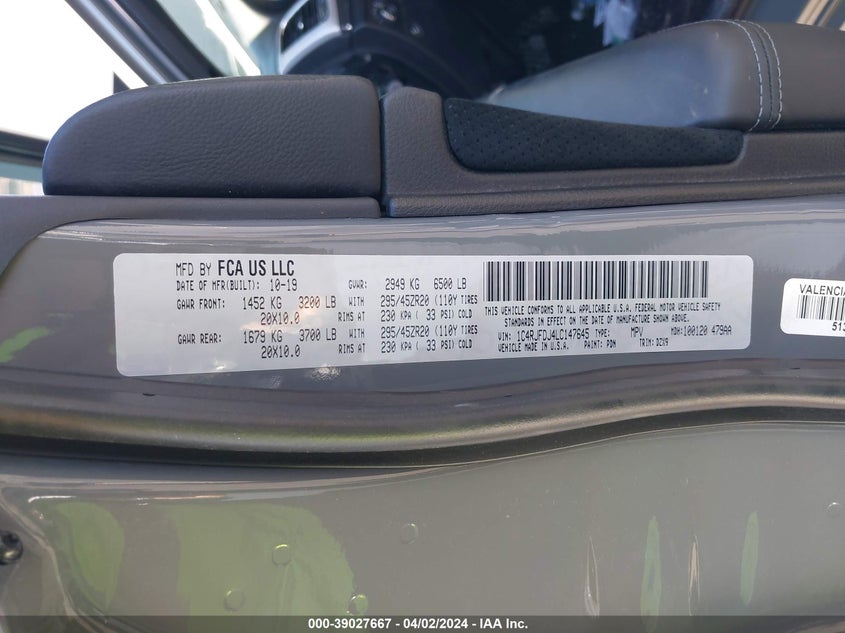 MFD BY FCA US LLC
DATE OF MFR(BUILT): 10-19 GVWR: 2949 KG 6500 LB
GAWR FRONT: 1452 KG 3200 LB WITH 295/45ZR20 (110Y TIRES
20X10.0 RIMS AT 230 KPA ( 33 PSI) COLD
GAWR REAR: 1679 KG 3700 LB WITH 295/45ZR20 (110Y TIRES
20X10.0 RIMS AT 230 KPA ( 33 PSI) COLD
THIS VEHICLE CONFORMS TO ALL APPLICABLE U.S.A. FEDERAL MOTOR VEHICLE SAFETY
STANDARDS IN EFFECT ON THE DATE OF MANUFACTURE SHOWN ABOVE.
VIN: 1C4RJFDJ4LC147645 TYPE: MPV MDH: 100120 479AA
VEHICLE MADE IN U.S.A. PAINT: PDN TRIM: DZX9
VALENCIA
513
000-39027667 - 04/02/2024 - IAA Inc.